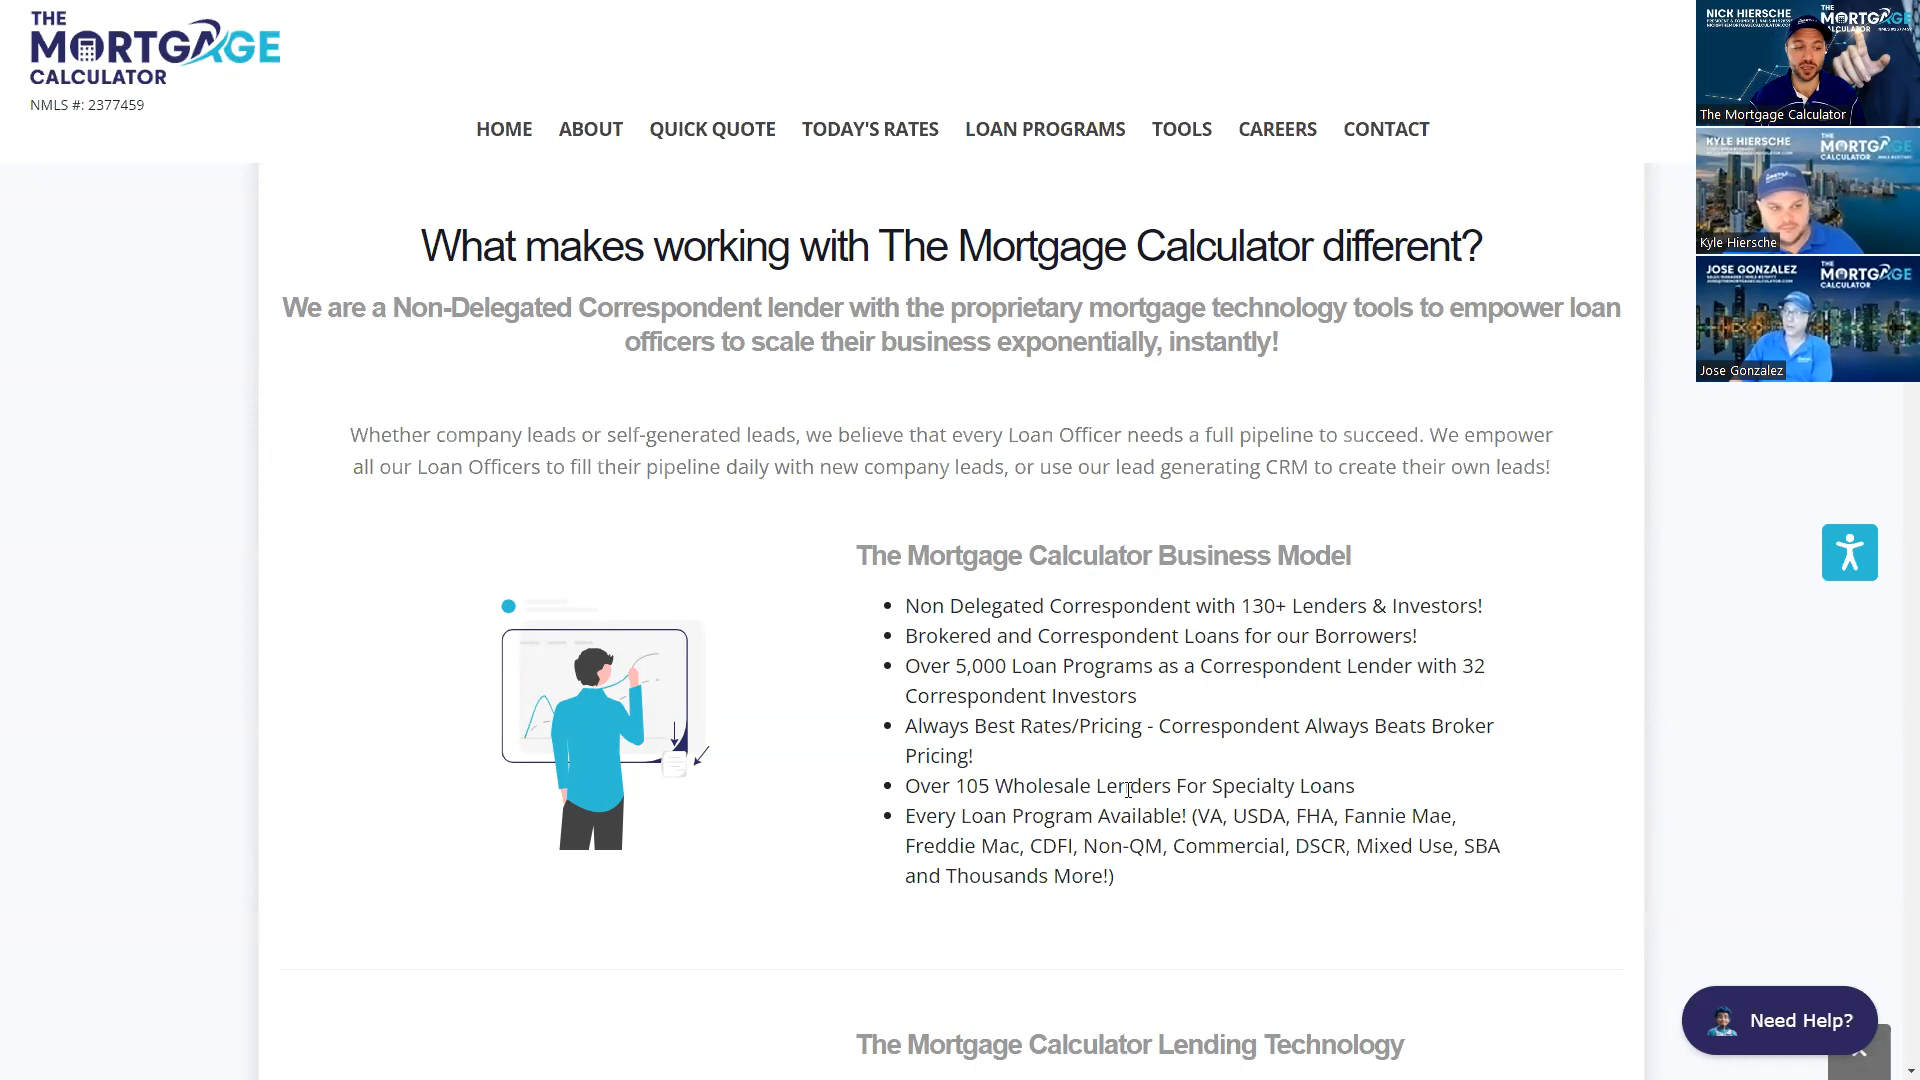 THE
MORTGAGE
CALCULATOR
NMLS #: 2377459
HOME
ABOUT
QUICK QUOTE
TODAY'S RATES
LOAN PROGRAMS
TOOLS
CAREERS
CONTACT
What makes working with The Mortgage Calculator different?
We are a Non-Delegated Correspondent lender with the proprietary mortgage technology tools to empower loan
officers to scale their business exponentially, instantly!
Whether company leads or self-generated leads, we believe that every Loan Officer needs a full pipeline to succeed. We empower
all our Loan Officers to fill their pipeline daily with new company leads, or use our lead generating CRM to create their own leads!
The Mortgage Calculator Business Model
Non Delegated Correspondent with 130+ Lenders & Investors!
Brokered and Correspondent Loans for our Borrowers!
Over 5,000 Loan Programs as a Correspondent Lender with 32
Correspondent Investors
Always Best Rates/Pricing - Correspondent Always Beats Broker
Pricing!
Over 105 Wholesale Lenders For Specialty Loans
Every Loan Program Available! (VA, USDA, FHA, Fannie Mae,
Freddie Mac, CDFI, Non-QM, Commercial, DSCR, Mixed Use, SBA
and Thousands More!)
The Mortgage Calculator Lending Technology
NICK HIERSCHE
THE
MORTGAGE
CALCULATOR
The Mortgage Calculator
KYLE HIERSCHE
THE
MORTGAGE
CALCULATOR
Kyle Hiersche
JOSE GONZALEZ
THE
MORTGAGE
CALCULATOR
Jose Gonzalez
Need Help?